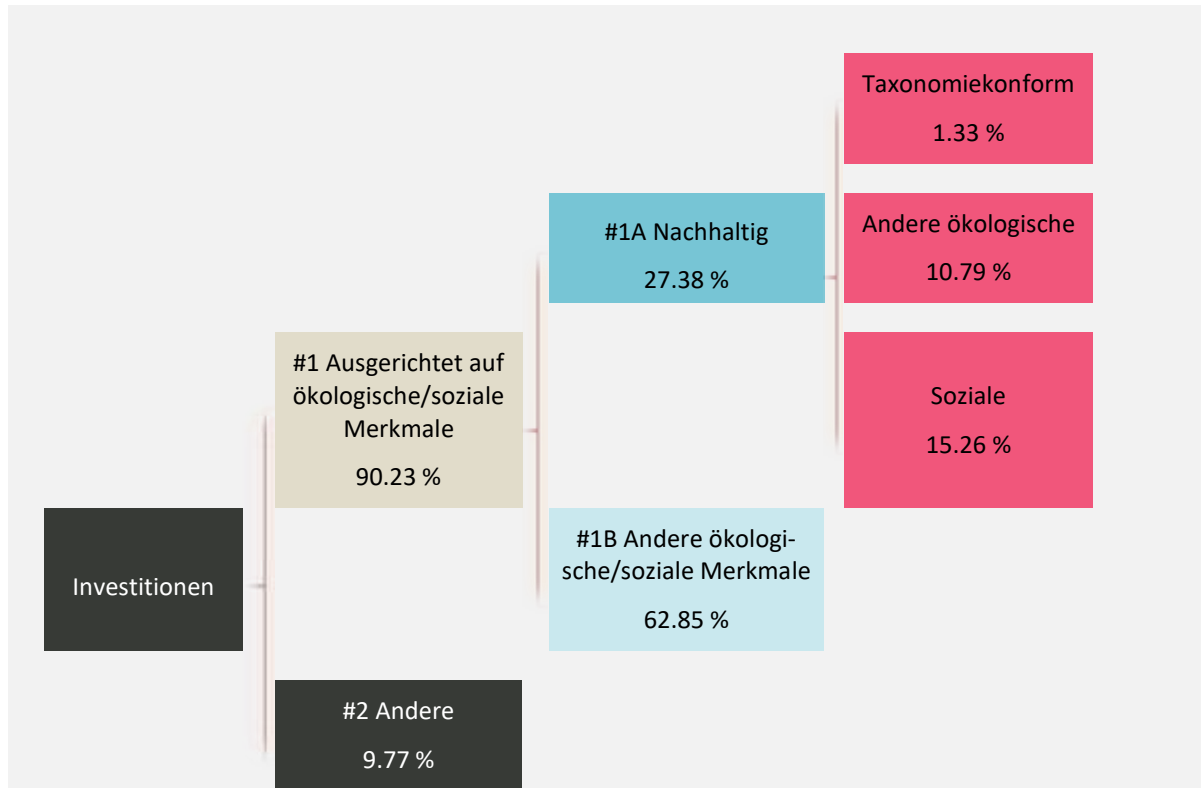 Taxonomiekonform
1.33 %
#1A Nachhaltig
27.38 %
Andere ökologische
10.79 %
#1 Ausgerichtet auf
ökologische/soziale
Merkmale
90.23 %
Soziale
15.26 %
Investitionen
#1B Andere ökologi-
sche/soziale Merkmale
62.85 %
#2 Andere
9.77 %